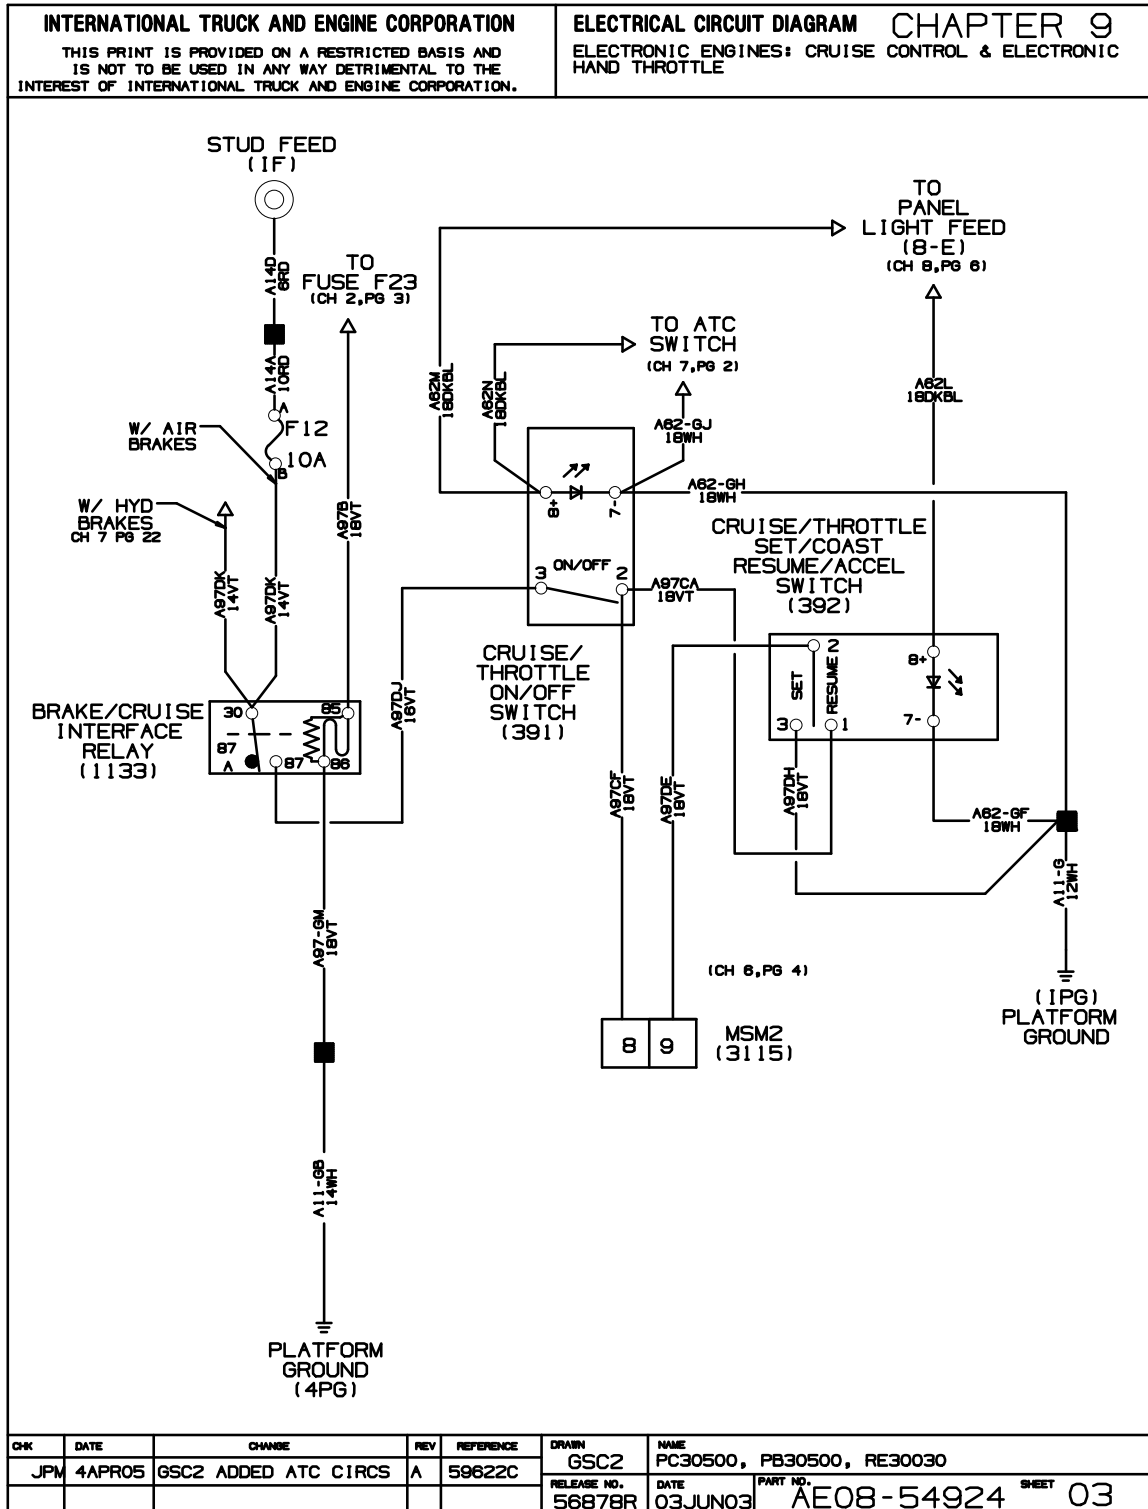 INTERNATIONAL TRUCK AND ENGINE CORPORATION
THIS PRINT IS PROVIDED ON A RESTRICTED BASIS AND
IS NOT TO BE USED IN ANY WAY DETRIMENTAL TO THE
INTEREST OF INTERNATIONAL TRUCK AND ENGINE CORPORATION.
ELECTRICAL CIRCUIT DIAGRAM CHAPTER 9
ELECTRONIC ENGINES: CRUISE CONTROL & ELECTRONIC
HAND THROTTLE
STUD FEED
(IF)
A14D
6RD
A14A
10RD
A
F12
10A
B
W/ AIR
BRAKES
W/ HYD
BRAKES
CH 7 PG 22
TO
FUSE F23
(CH 2,PG 3)
A97B
18VT
A97DK
14VT
A97DK
14VT
BRAKE/CRUISE
INTERFACE
RELAY
(1133)
30
85
87
A
87
86
A97DJ
16VT
A97-GM
18VT
A11-GB
14WH
PLATFORM
GROUND
(4PG)
TO
PANEL
LIGHT FEED
(8-E)
(CH 8,PG 6)
TO ATC
SWITCH
(CH 7,PG 2)
A62M
18DKBL
A62N
18DKBL
A62-GJ
18WH
A62L
18DKBL
A62-GH
18WH
8+
7-
ON/OFF
3
2
A97CA
18VT
CRUISE/
THROTTLE
ON/OFF
SWITCH
(391)
CRUISE/THROTTLE
SET/COAST
RESUME/ACCEL
SWITCH
(392)
2
SET
RESUME
3
1
8+
7-
A97CF
18VT
A97DE
18VT
A97DH
18VT
A62-GF
18WH
A11-G
12WH
(CH 6,PG 4)
8
9
MSM2
(3115)
(IPG)
PLATFORM
GROUND
CHK DATE CHANGE REV REFERENCE
JPM 4APR05 GSC2 ADDED ATC CIRCS A 59622C
DRAWN
GSC2
NAME
PC30500, PB30500, RE30030
RELEASE NO.
56878R
DATE
03JUN03
PART NO.
AE08-54924
SHEET 03